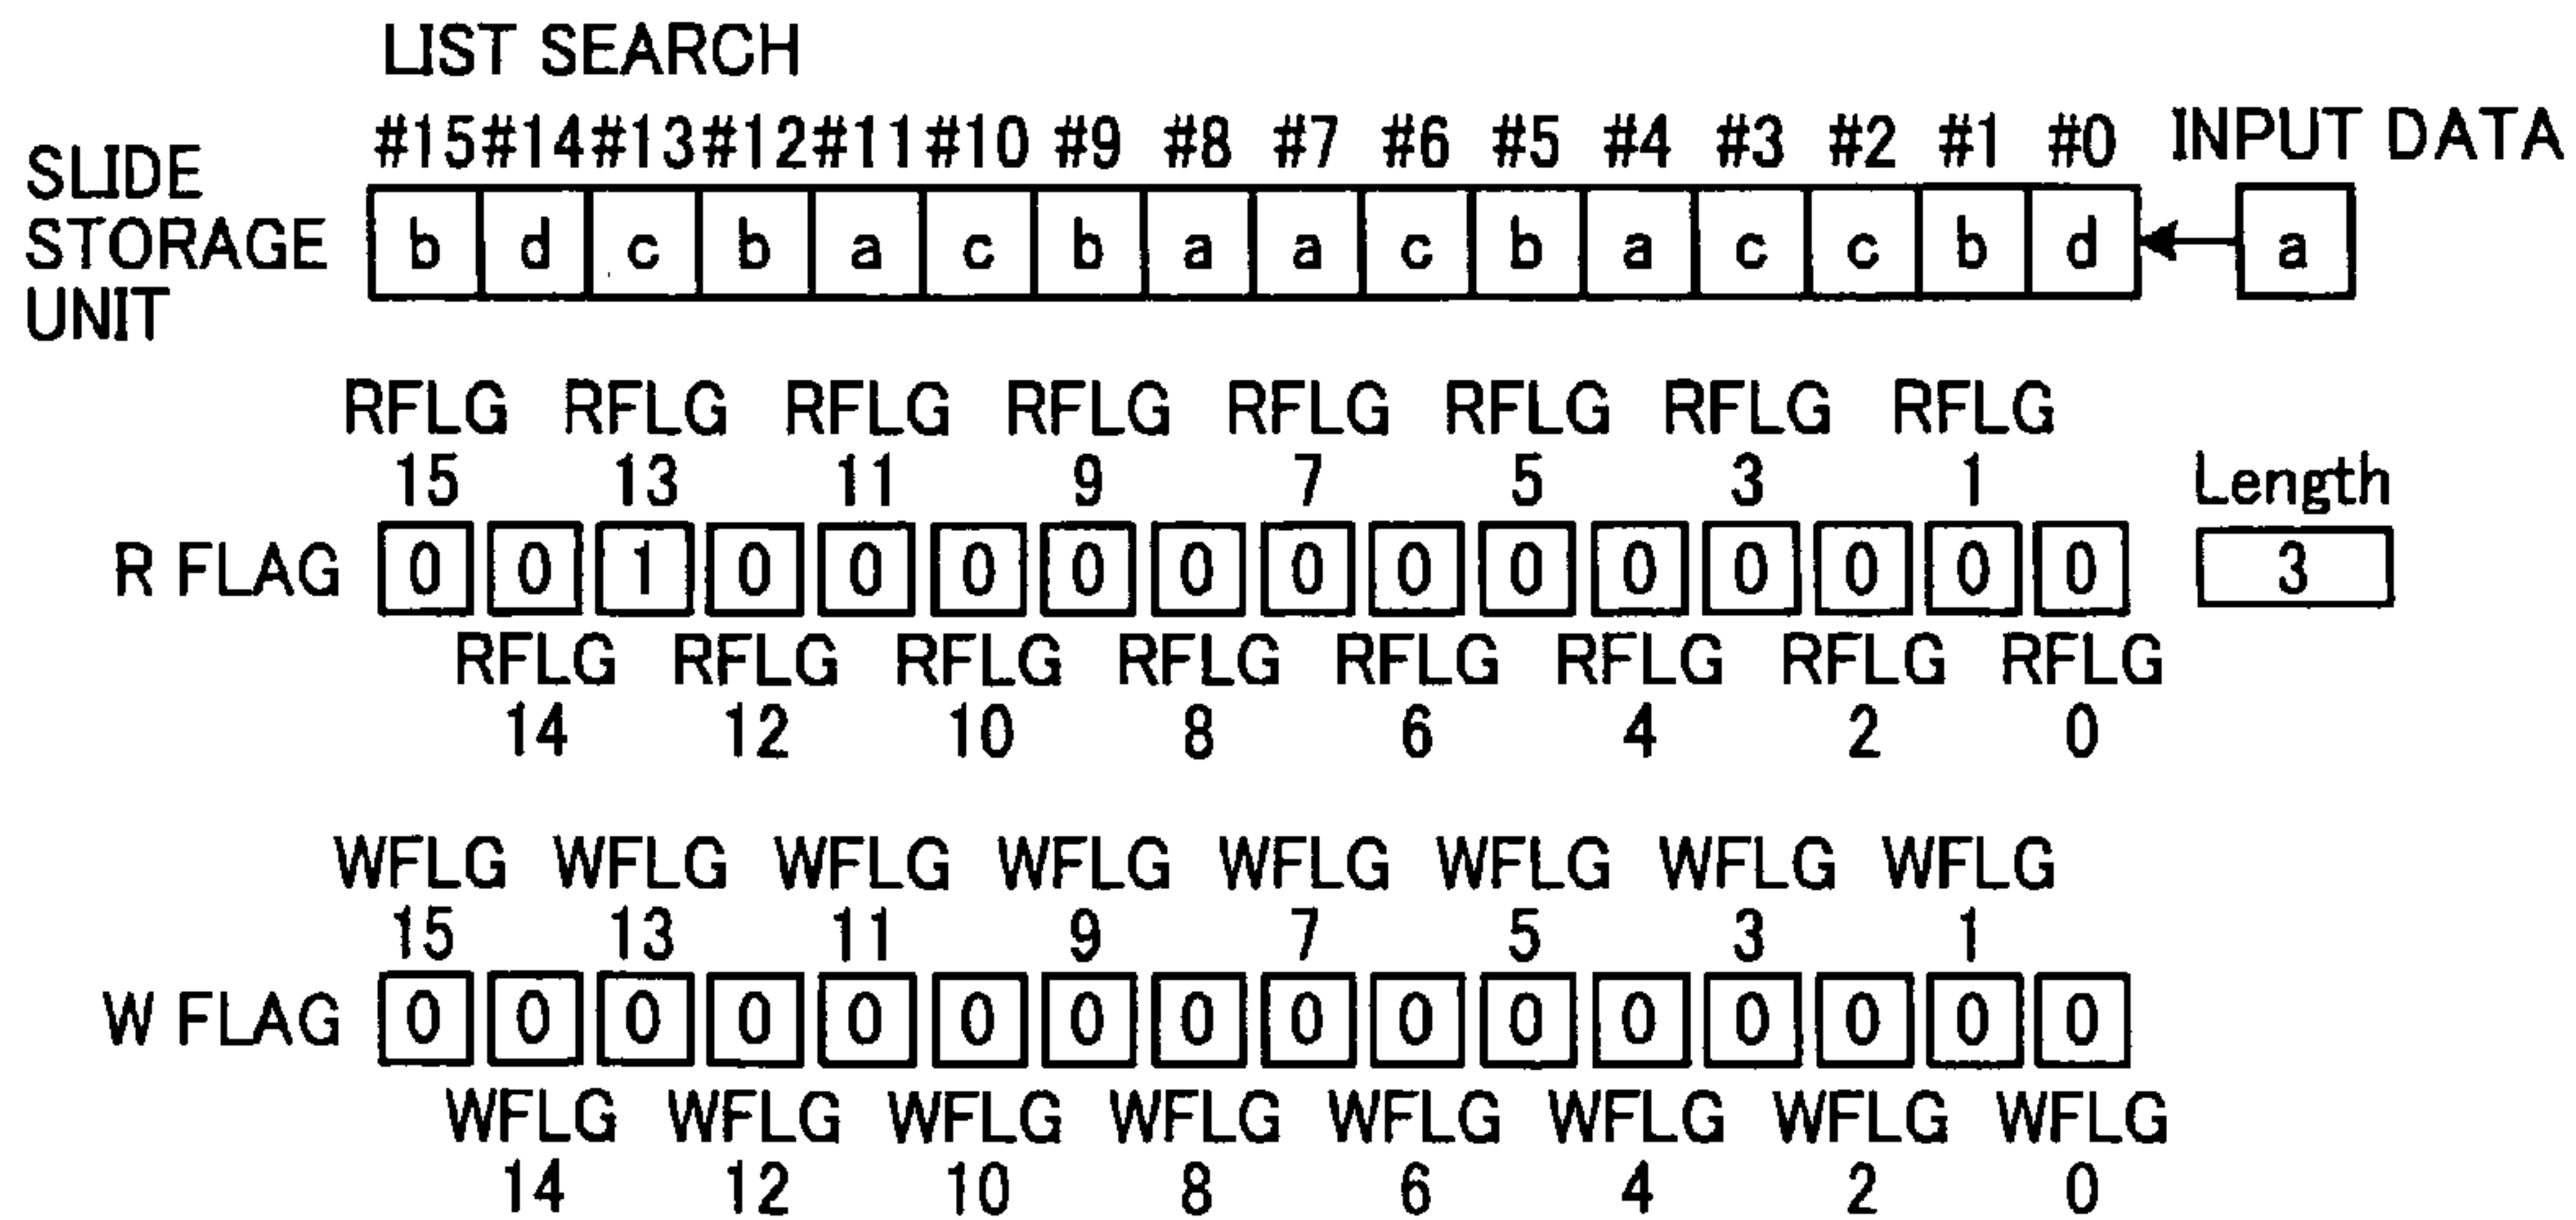 LIST SEARCH
#15 #14 #13 #12 #11 #10 #9 #8 #7 #6 #5 #4 #3 #2 #1 #0 INPUT DATA
SLIDE STORAGE UNIT
b d c b a c b a a c b a c c b d a
RFLG RFLG RFLG RFLG RFLG RFLG RFLG RFLG
15 13 11 9 7 5 3 1 Length
R FLAG 0 0 1 0 0 0 0 0 0 0 0 0 0 0 0 0 3
RFLG RFLG RFLG RFLG RFLG RFLG RFLG RFLG
14 12 10 8 6 4 2 0
WFLG WFLG WFLG WFLG WFLG WFLG WFLG WFLG
15 13 11 9 7 5 3 1
W FLAG 0 0 0 0 0 0 0 0 0 0 0 0 0 0 0 0
WFLG WFLG WFLG WFLG WFLG WFLG WFLG WFLG
14 12 10 8 6 4 2 0